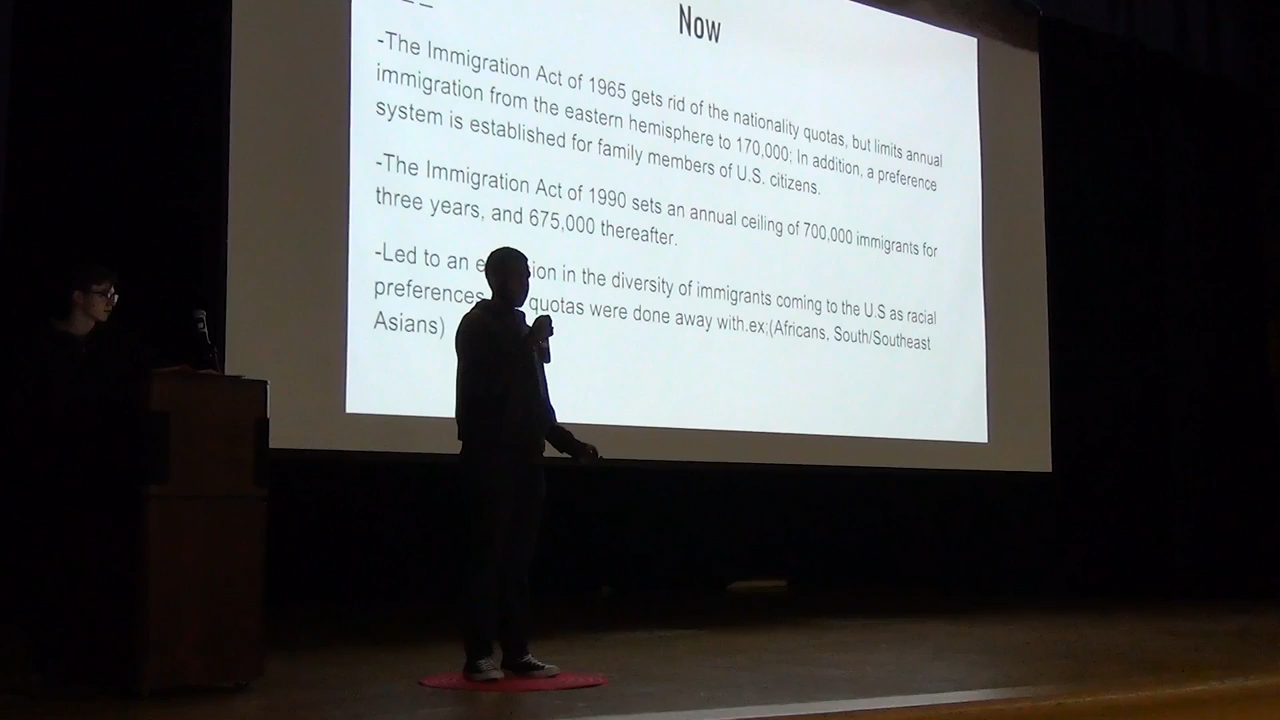 Now
-The Immigration Act of 1965 gets rid of the nationality quotas, but limits annual
immigration from the eastern hemisphere to 170,000; In addition, a preference
system is established for family members of U.S. citizens.
-The Immigration Act of 1990 sets an annual ceiling of 700,000 immigrants for
three years, and 675,000 thereafter.
-Led to an in the diversity of immigrants coming to the U.S as racial
preferences quotas were done away with.ex;(Africans, South/Southeast
Asians)